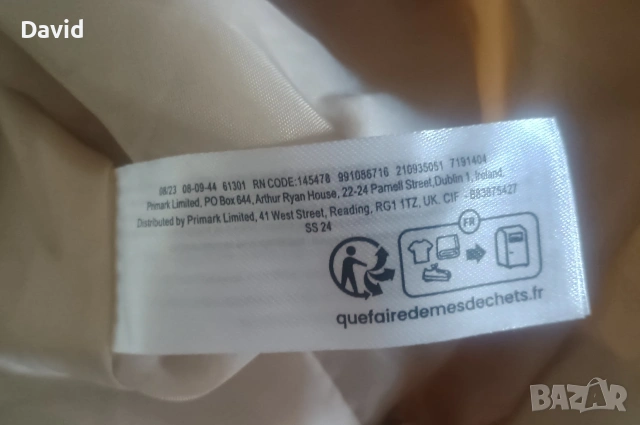 David
08/23 08-09-44 61301 RN CODE:145478 991086716 210935051 7191404
Primark Limited, PO Box 644, Arthur Ryan House, 22-24 Parnell Street, Dublin 1, Ireland.
Distributed by Primark Limited, 41 West Street, Reading, RG1 1TZ, UK. CIF - B83875427
SS 24
FR
quefairedemesdechets.fr
BAZAR